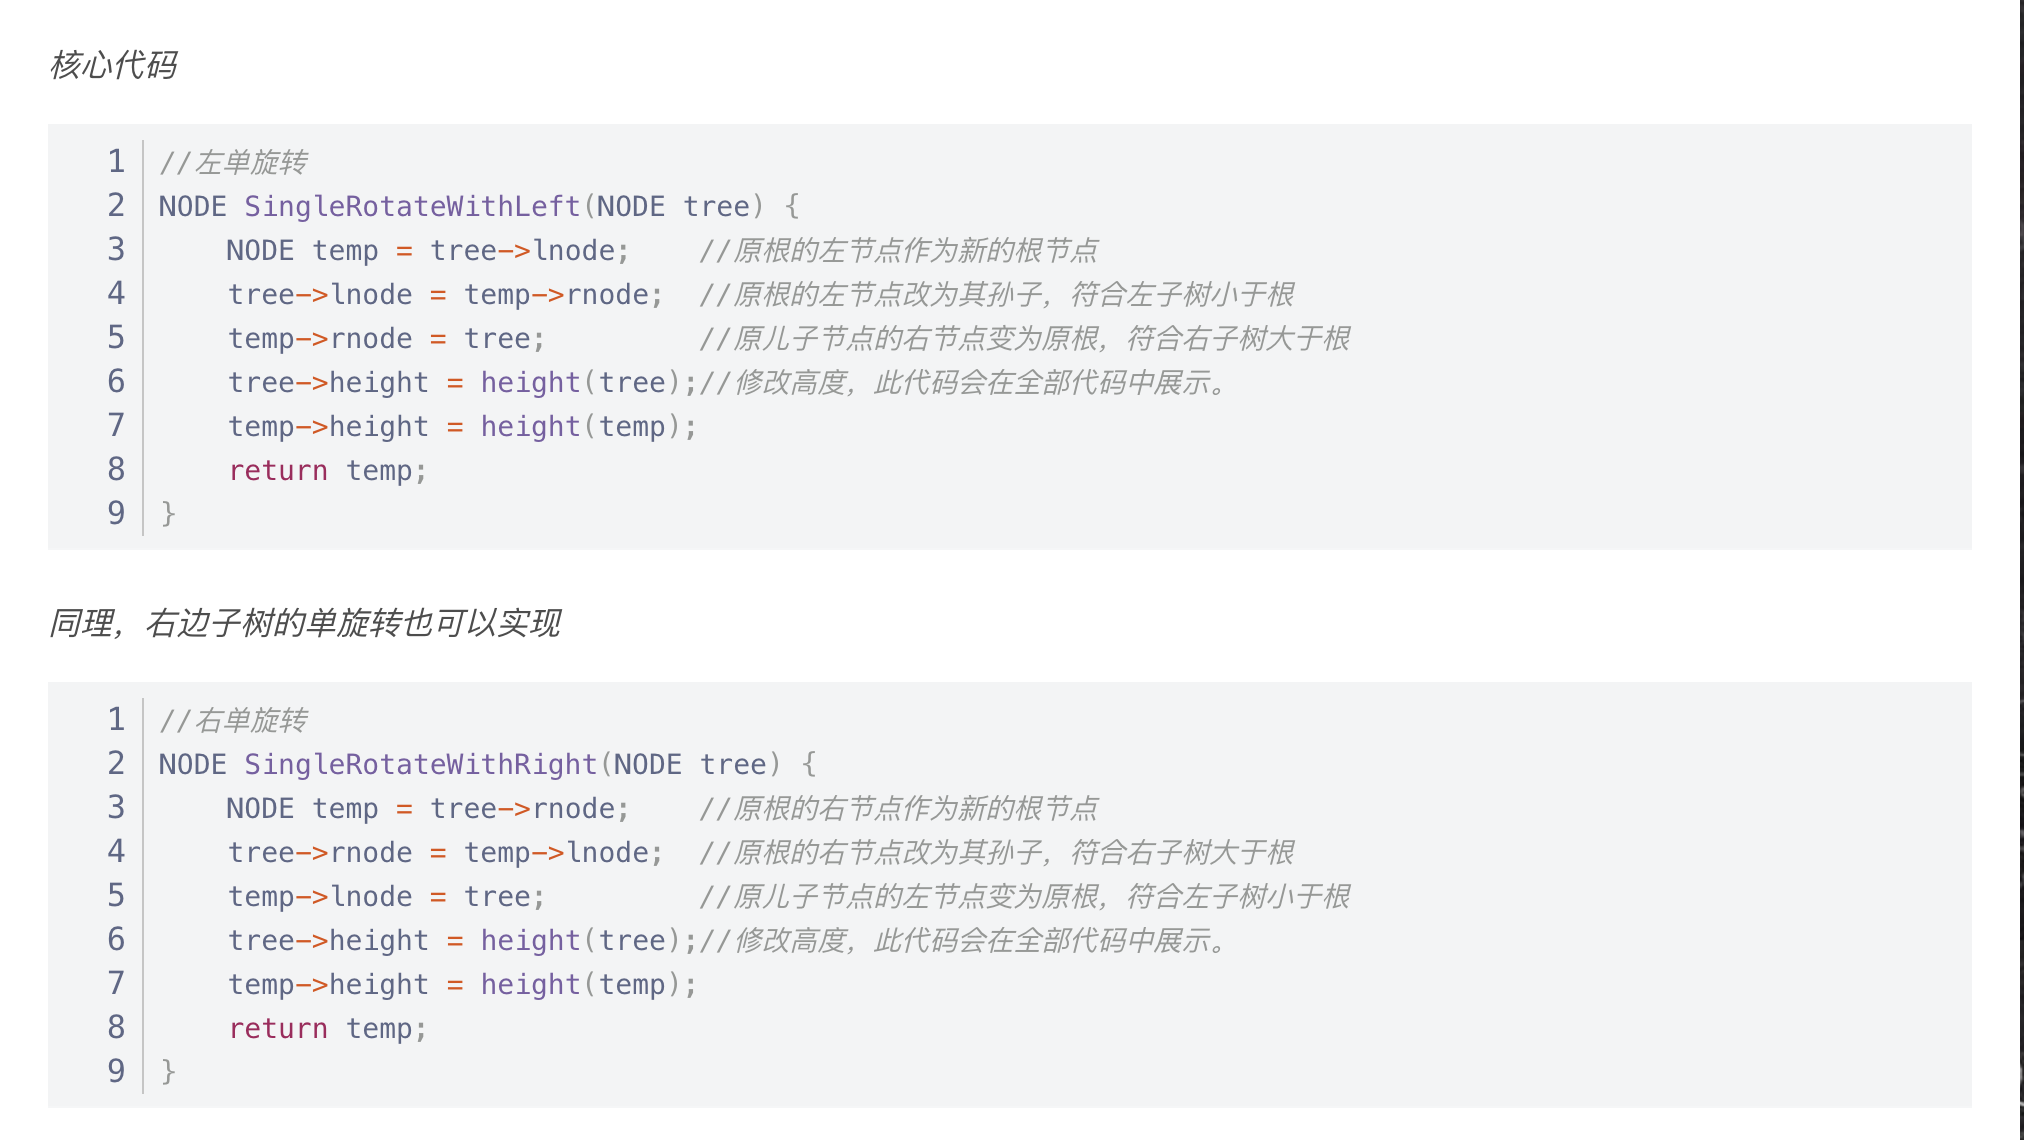 核心代码
1 //左单旋转
2 NODE SingleRotateWithLeft(NODE tree) {
3     NODE temp = tree->lnode;    //原根的左节点作为新的根节点
4     tree->lnode = temp->rnode;  //原根的左节点改为其孙子，符合左子树小于根
5     temp->rnode = tree;         //原儿子节点的右节点变为原根，符合右子树大于根
6     tree->height = height(tree);//修改高度，此代码会在全部代码中展示。
7     temp->height = height(temp);
8     return temp;
9 }
同理，右边子树的单旋转也可以实现
1 //右单旋转
2 NODE SingleRotateWithRight(NODE tree) {
3     NODE temp = tree->rnode;    //原根的右节点作为新的根节点
4     tree->rnode = temp->lnode;  //原根的右节点改为其孙子，符合右子树大于根
5     temp->lnode = tree;         //原儿子节点的左节点变为原根，符合左子树小于根
6     tree->height = height(tree);//修改高度，此代码会在全部代码中展示。
7     temp->height = height(temp);
8     return temp;
9 }